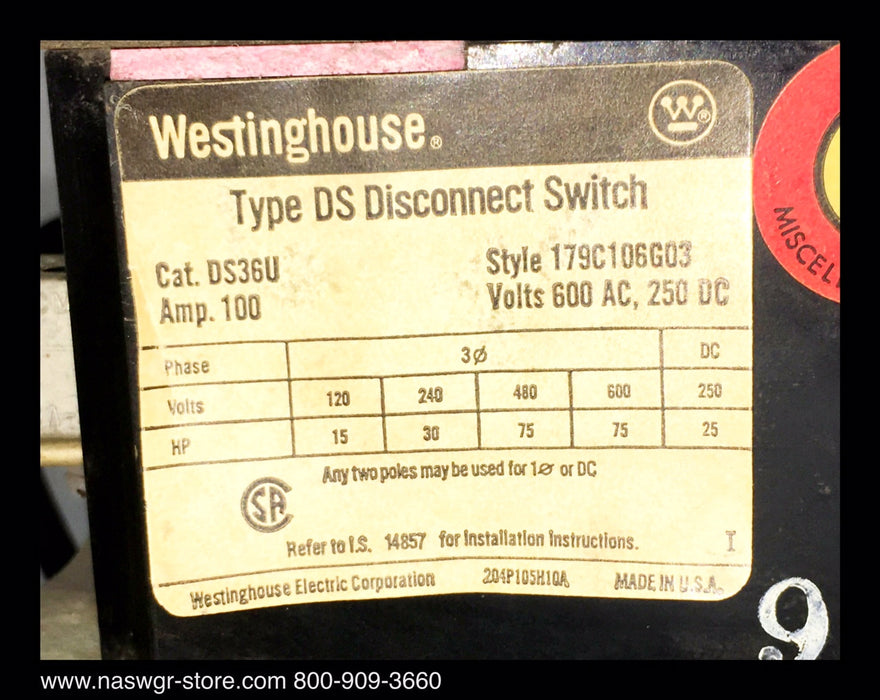 Westinghouse®
Type DS Disconnect Switch
Cat. DS36U
Style 179C106G03
Amp. 100
Volts 600 AC, 250 DC
Phase 3ø DC
Volts 120 240 480 600 250
HP 15 30 75 75 25
Any two poles may be used for 1ø or DC
SA
Refer to I.S. 14857 for Installation Instructions. I
Westinghouse Electric Corporation 204P105H10A MADE IN U.S.A.
9
www.naswgr-store.com 800-909-3660